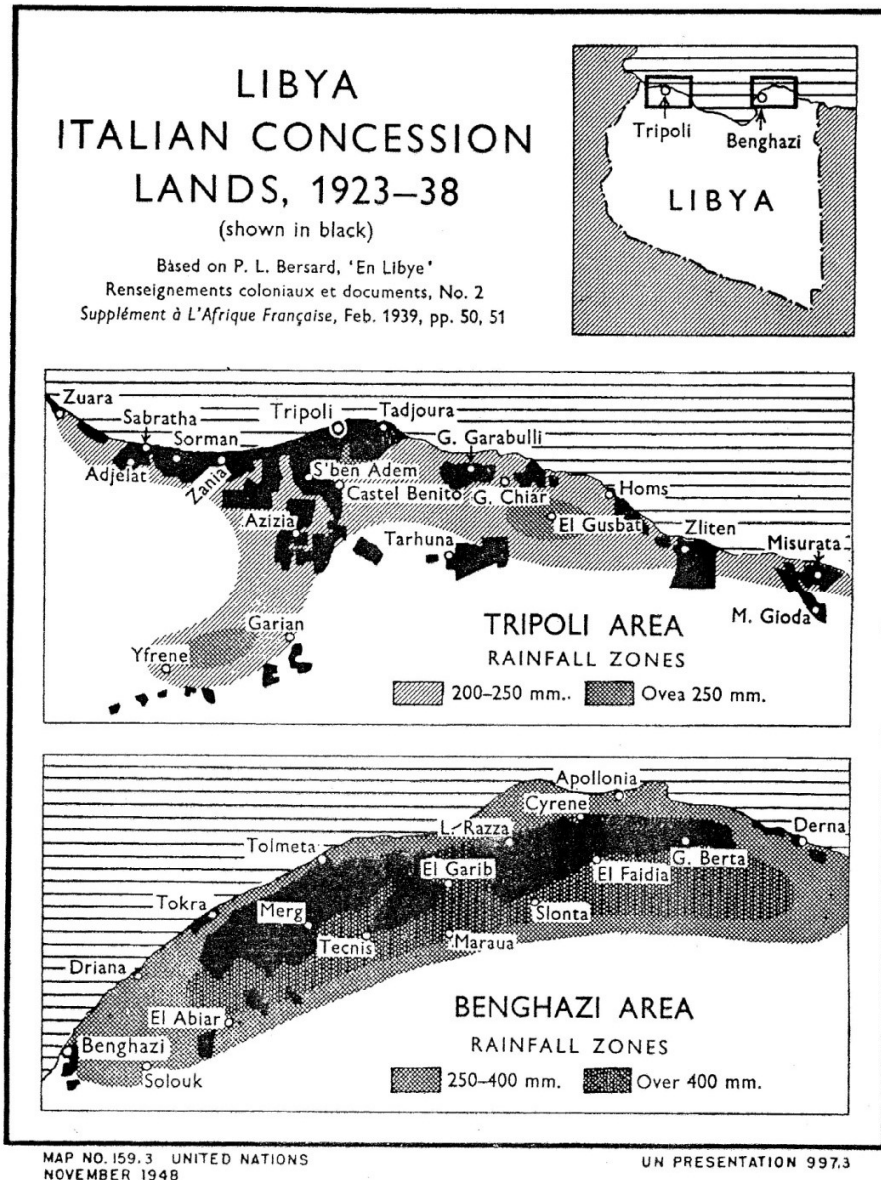 LIBYA
ITALIAN CONCESSION
LANDS, 1923–38
(shown in black)
Based on P. L. Bersard, 'En Libye'
Renseignements coloniaux et documents, No. 2
Supplément à L'Afrique Française, Feb. 1939, pp. 50, 51
Tripoli
Benghazi
LIBYA
Zuara
Sabratha
Sorman
Tripoli
Tadjoura
G. Garabulli
Adjelat
Zania
S'ben Adem
Castel Benito
G. Chiar
Homs
Azizia
El Gusbat
Tarhuna
Zliten
Misurata
Garian
Yfrene
M. Gioda
TRIPOLI AREA
RAINFALL ZONES
200–250 mm.. Ovea 250 mm.
Apollonia
Cyrene
L. Razza
Derna
Tolmeta
El Garib
El Faidia
G. Berta
Tokra
Merg
Slonta
Tecnis
Maraua
Driana
El Abiar
Benghazi
Solouk
BENGHAZI AREA
RAINFALL ZONES
250–400 mm. Over 400 mm.
MAP NO. 159.3 UNITED NATIONS
NOVEMBER 1948
UN PRESENTATION 997.3